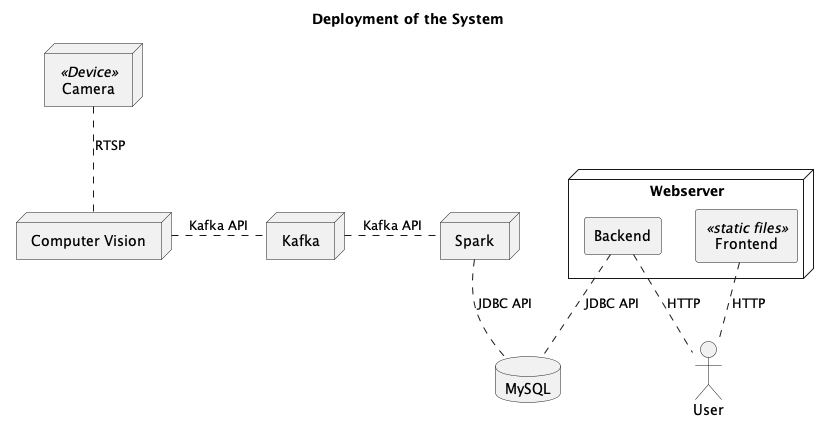 Deployment of the System
«Device»
Camera
RTSP
Webserver
Computer Vision
Kafka API
Kafka
Kafka API
Spark
Backend
«static files»
Frontend
JDBC API
JDBC API
HTTP
HTTP
MySQL
User